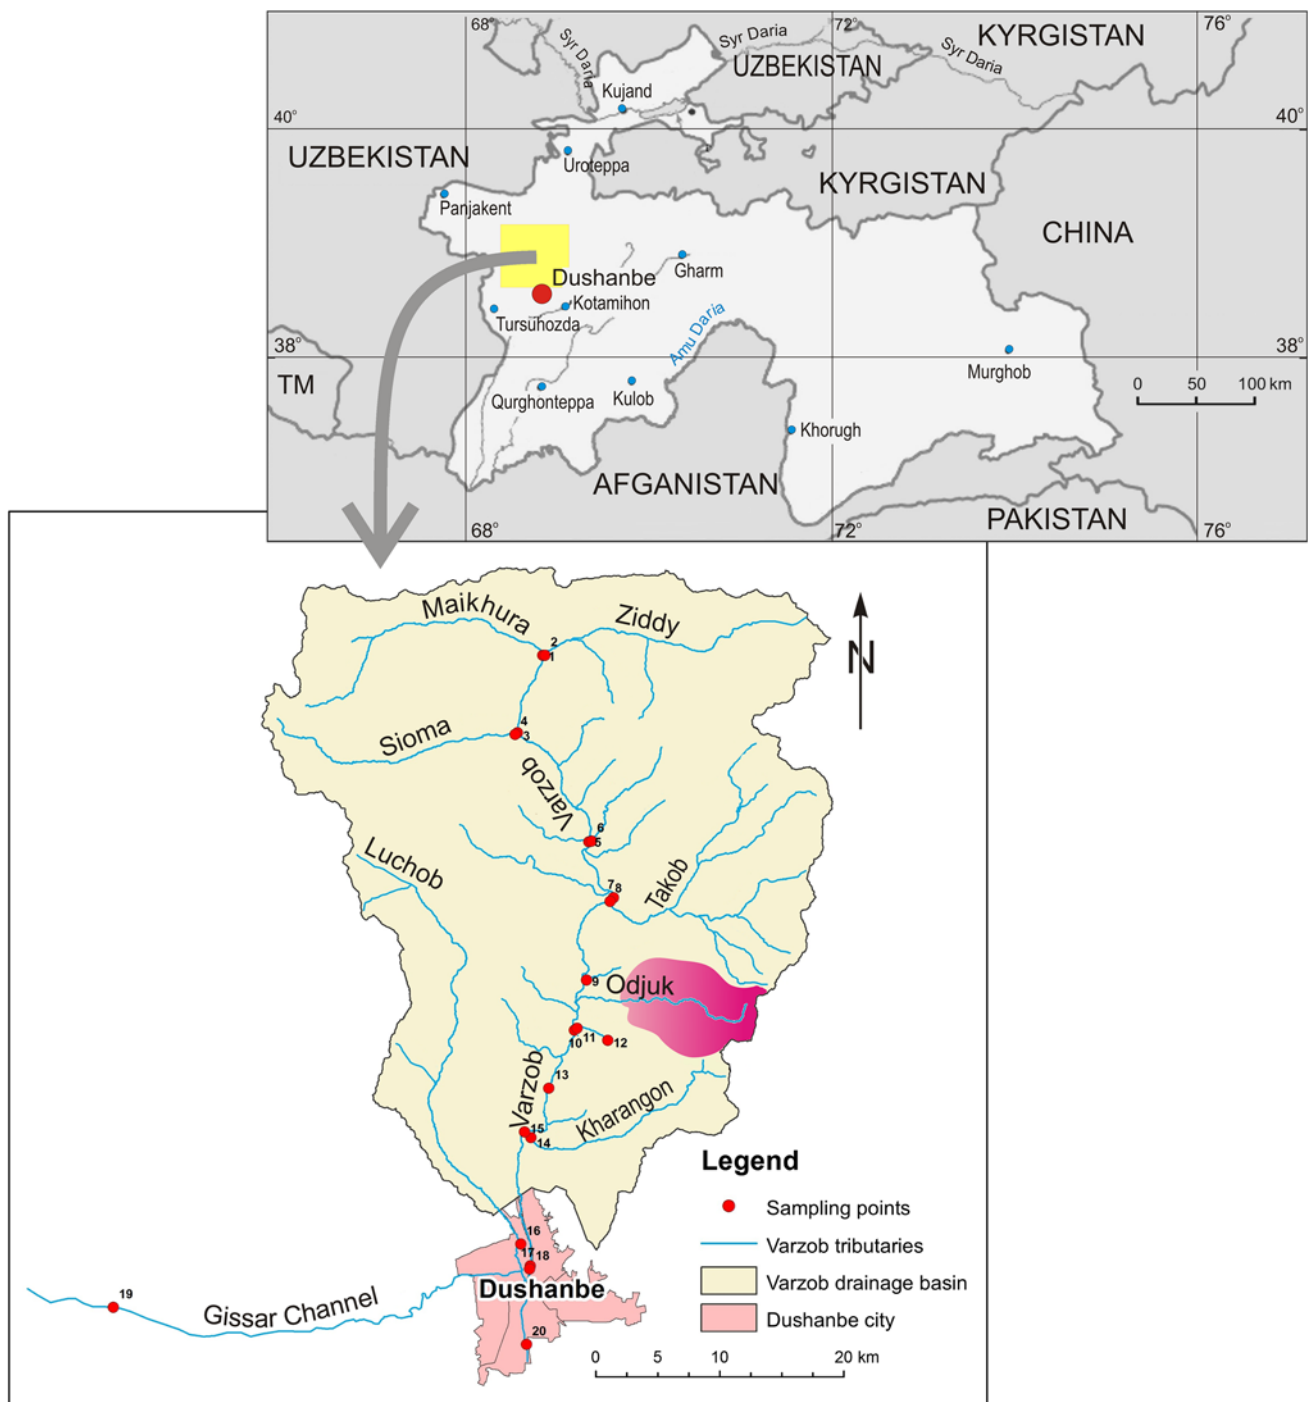 68°
72°
76°
KYRGISTAN
Syr Daria
Syr Daria
Syr Daria
UZBEKISTAN
Kujand
40°
40°
UZBEKISTAN
Uroteppa
KYRGISTAN
Panjakent
CHINA
Gharm
Dushanbe
Kotamihon
Tursuhozda
Amu Daria
38°
38°
TM
Murghob
0 50 100 km
Qurghonteppa
Kulob
Khorugh
AFGANISTAN
PAKISTAN
68°
72°
76°
Maikhura
Ziddy
2
1
N
4
3
Sioma
Varzob
6
5
Luchob
7 8
Takob
9
Odjuk
10
11
12
13
Varzob
Kharangon
15
14
Legend
Sampling points
Varzob tributaries
Varzob drainage basin
Dushanbe city
16
17
18
Dushanbe
19
Gissar Channel
20
0 5 10 20 km